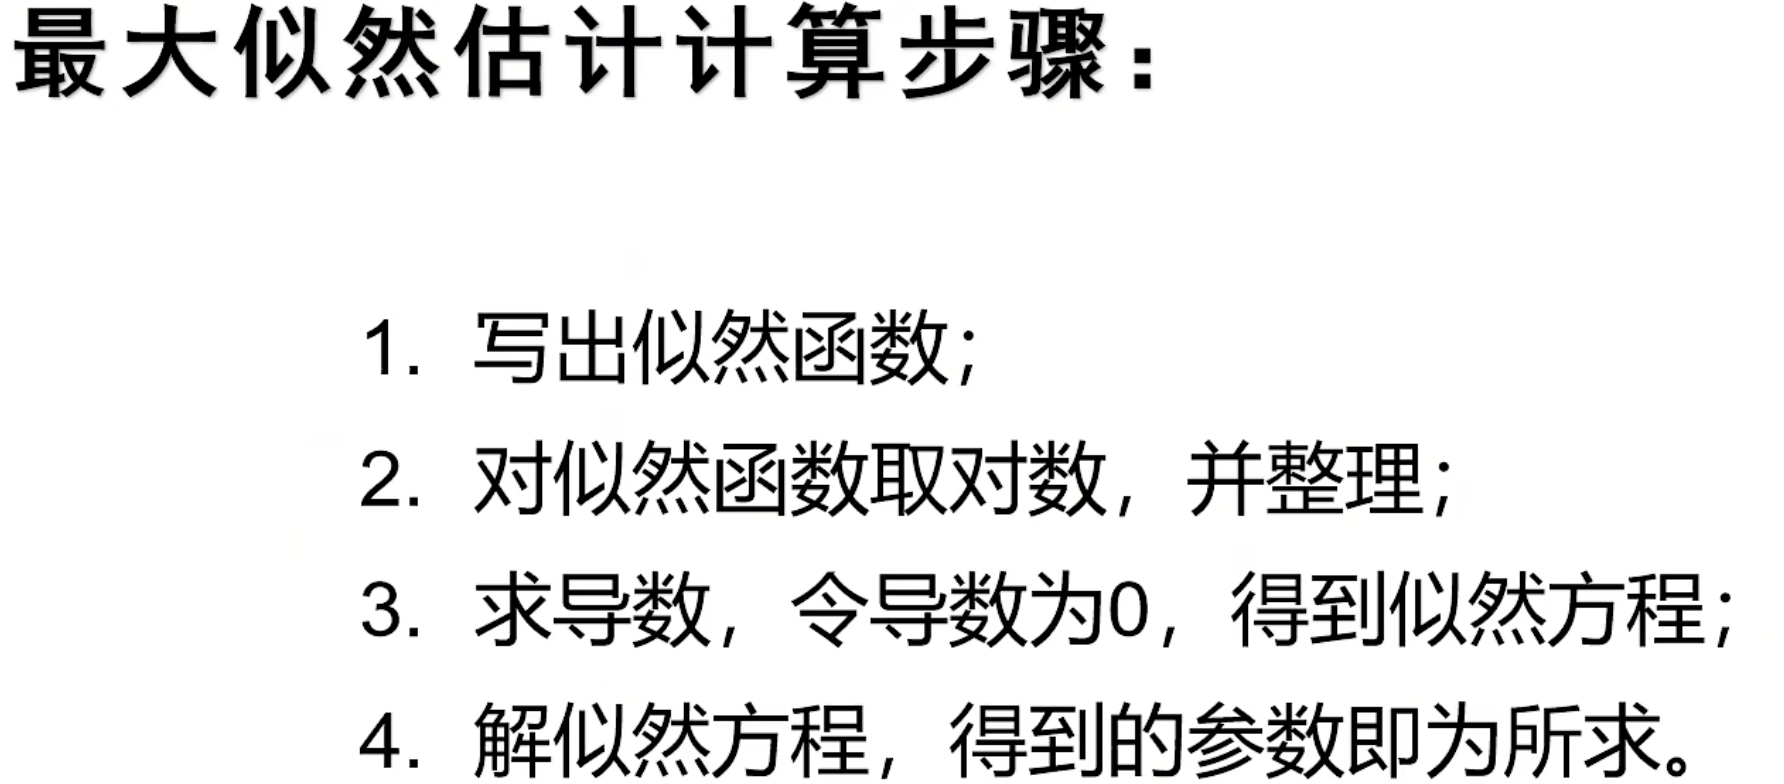 最大似然估计计算步骤：
1. 写出似然函数；
2. 对似然函数取对数，并整理；
3. 求导数，令导数为0，得到似然方程；
4. 解似然方程，得到的参数即为所求。